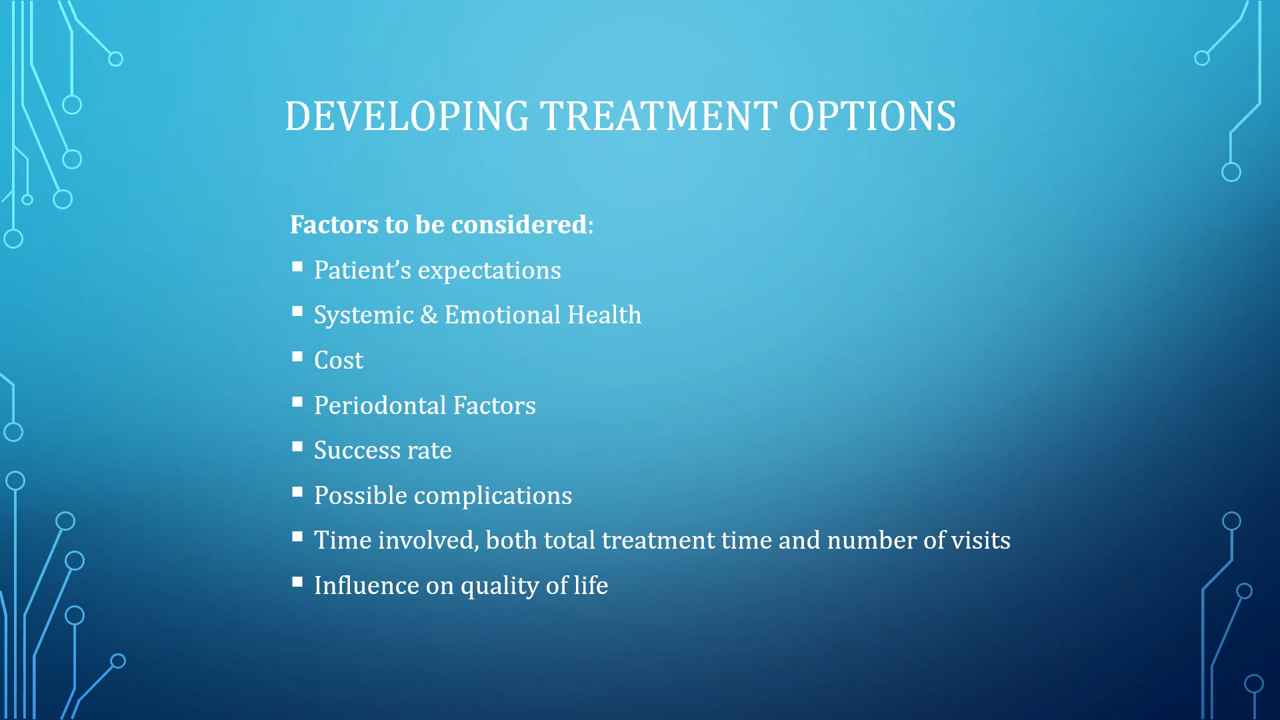 DEVELOPING TREATMENT OPTIONS
Factors to be considered:
▪ Patient’s expectations
▪ Systemic & Emotional Health
▪ Cost
▪ Periodontal Factors
▪ Success rate
▪ Possible complications
▪ Time involved, both total treatment time and number of visits
▪ Influence on quality of life